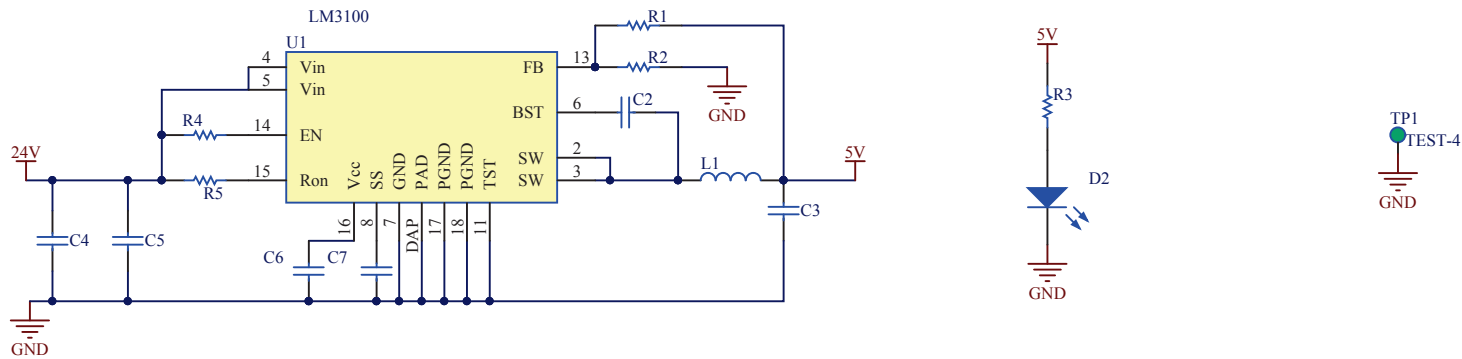 LM3100
U1
R1
5V
4
Vin
13
FB
R2
5
Vin
R3
GND
6
BST
C2
TP1
TEST-4
R4
14
EN
24V
2
SW
L1
5V
R5
15
Ron
3
SW
D2
Vcc
SS
GND
PAD
PGND
PGND
TST
GND
C3
16
8
7
DAP
17
18
11
C4
C5
C6
C7
GND
GND